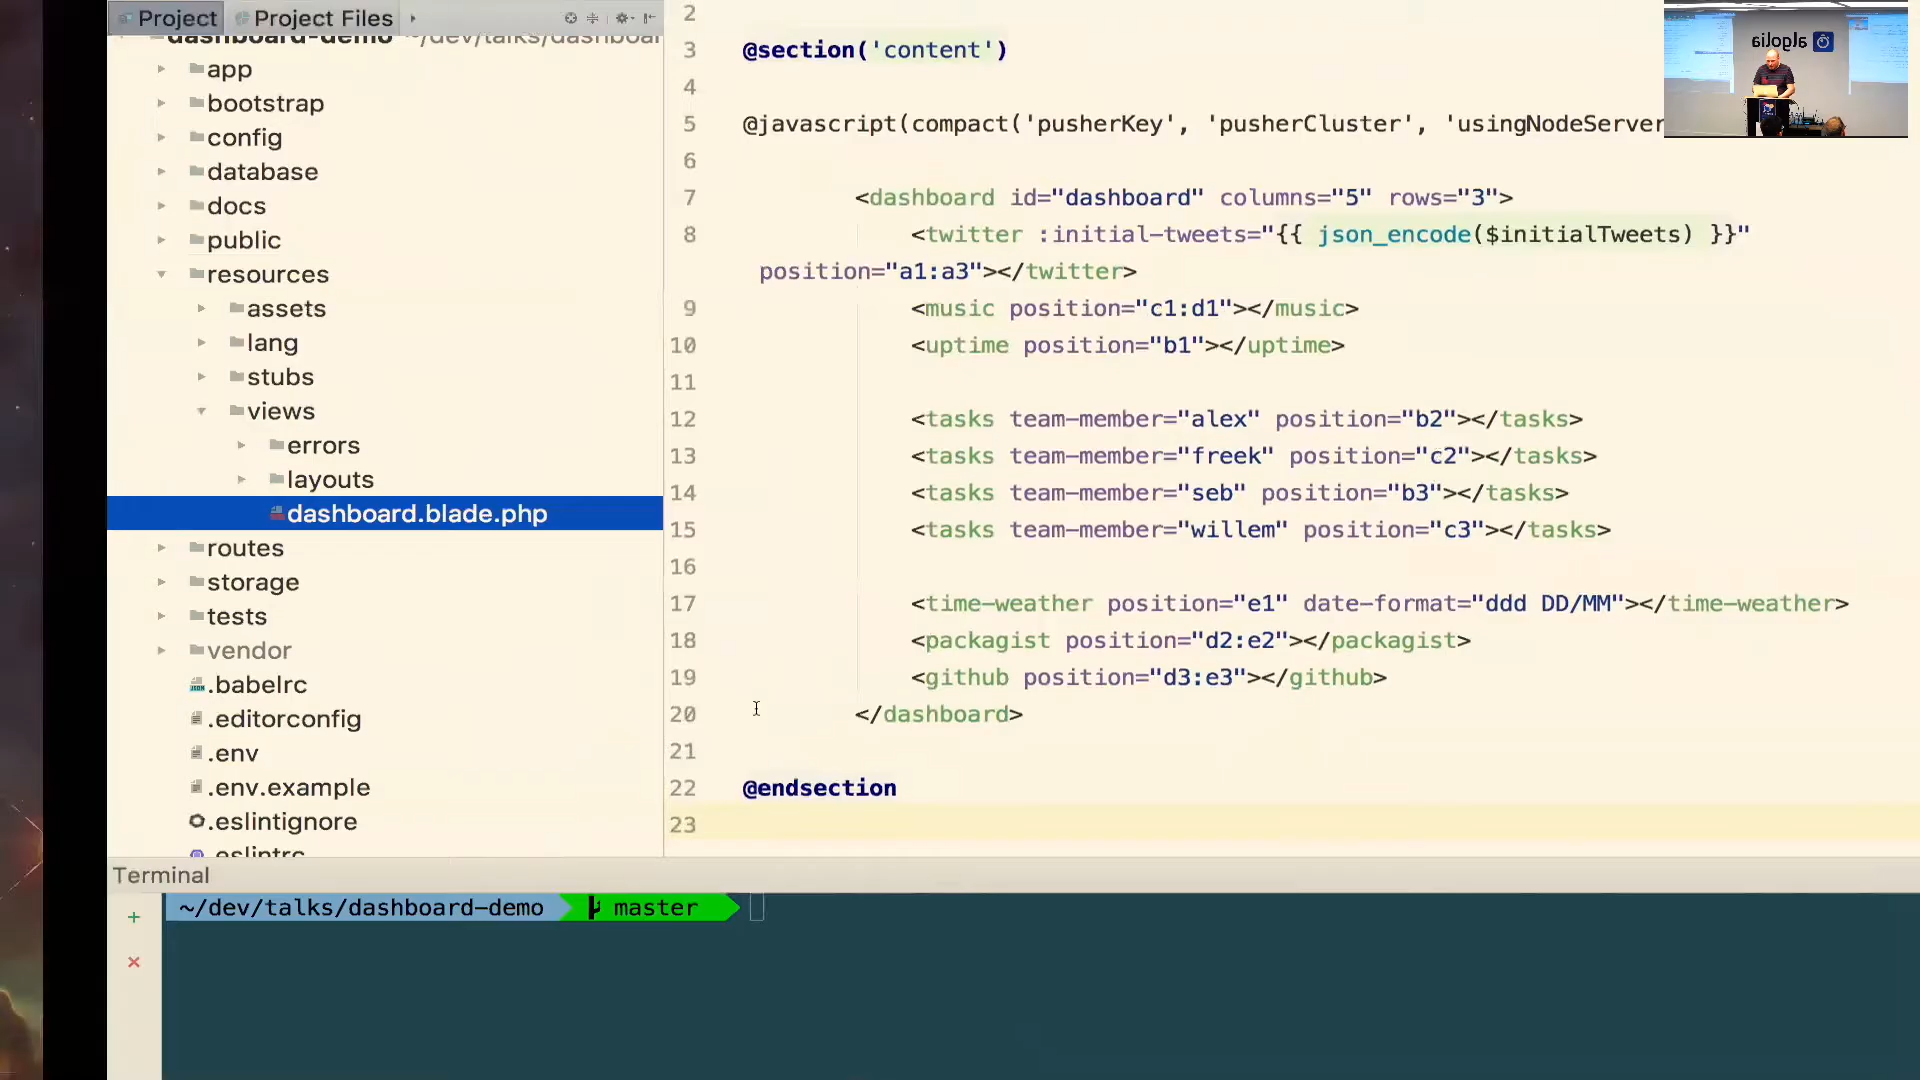 Project Project Files
dashboard-demo ~/dev/talks/dashboar
app
bootstrap
config
database
docs
public
resources
assets
lang
stubs
views
errors
layouts
dashboard.blade.php
routes
storage
tests
vendor
.babelrc
.editorconfig
.env
.env.example
.eslintignore
.eslintrc
2
3 @section('content')
4
5 @javascript(compact('pusherKey', 'pusherCluster', 'usingNodeServer
6
7 <dashboard id="dashboard" columns="5" rows="3">
8 <twitter :initial-tweets="{{ json_encode($initialTweets) }}"
position="a1:a3"></twitter>
9 <music position="c1:d1"></music>
10 <uptime position="b1"></uptime>
11
12 <tasks team-member="alex" position="b2"></tasks>
13 <tasks team-member="freek" position="c2"></tasks>
14 <tasks team-member="seb" position="b3"></tasks>
15 <tasks team-member="willem" position="c3"></tasks>
16
17 <time-weather position="e1" date-format="ddd DD/MM"></time-weather>
18 <packagist position="d2:e2"></packagist>
19 <github position="d3:e3"></github>
20 </dashboard>
21
22 @endsection
23
algolia
Terminal
~/dev/talks/dashboard-demo master